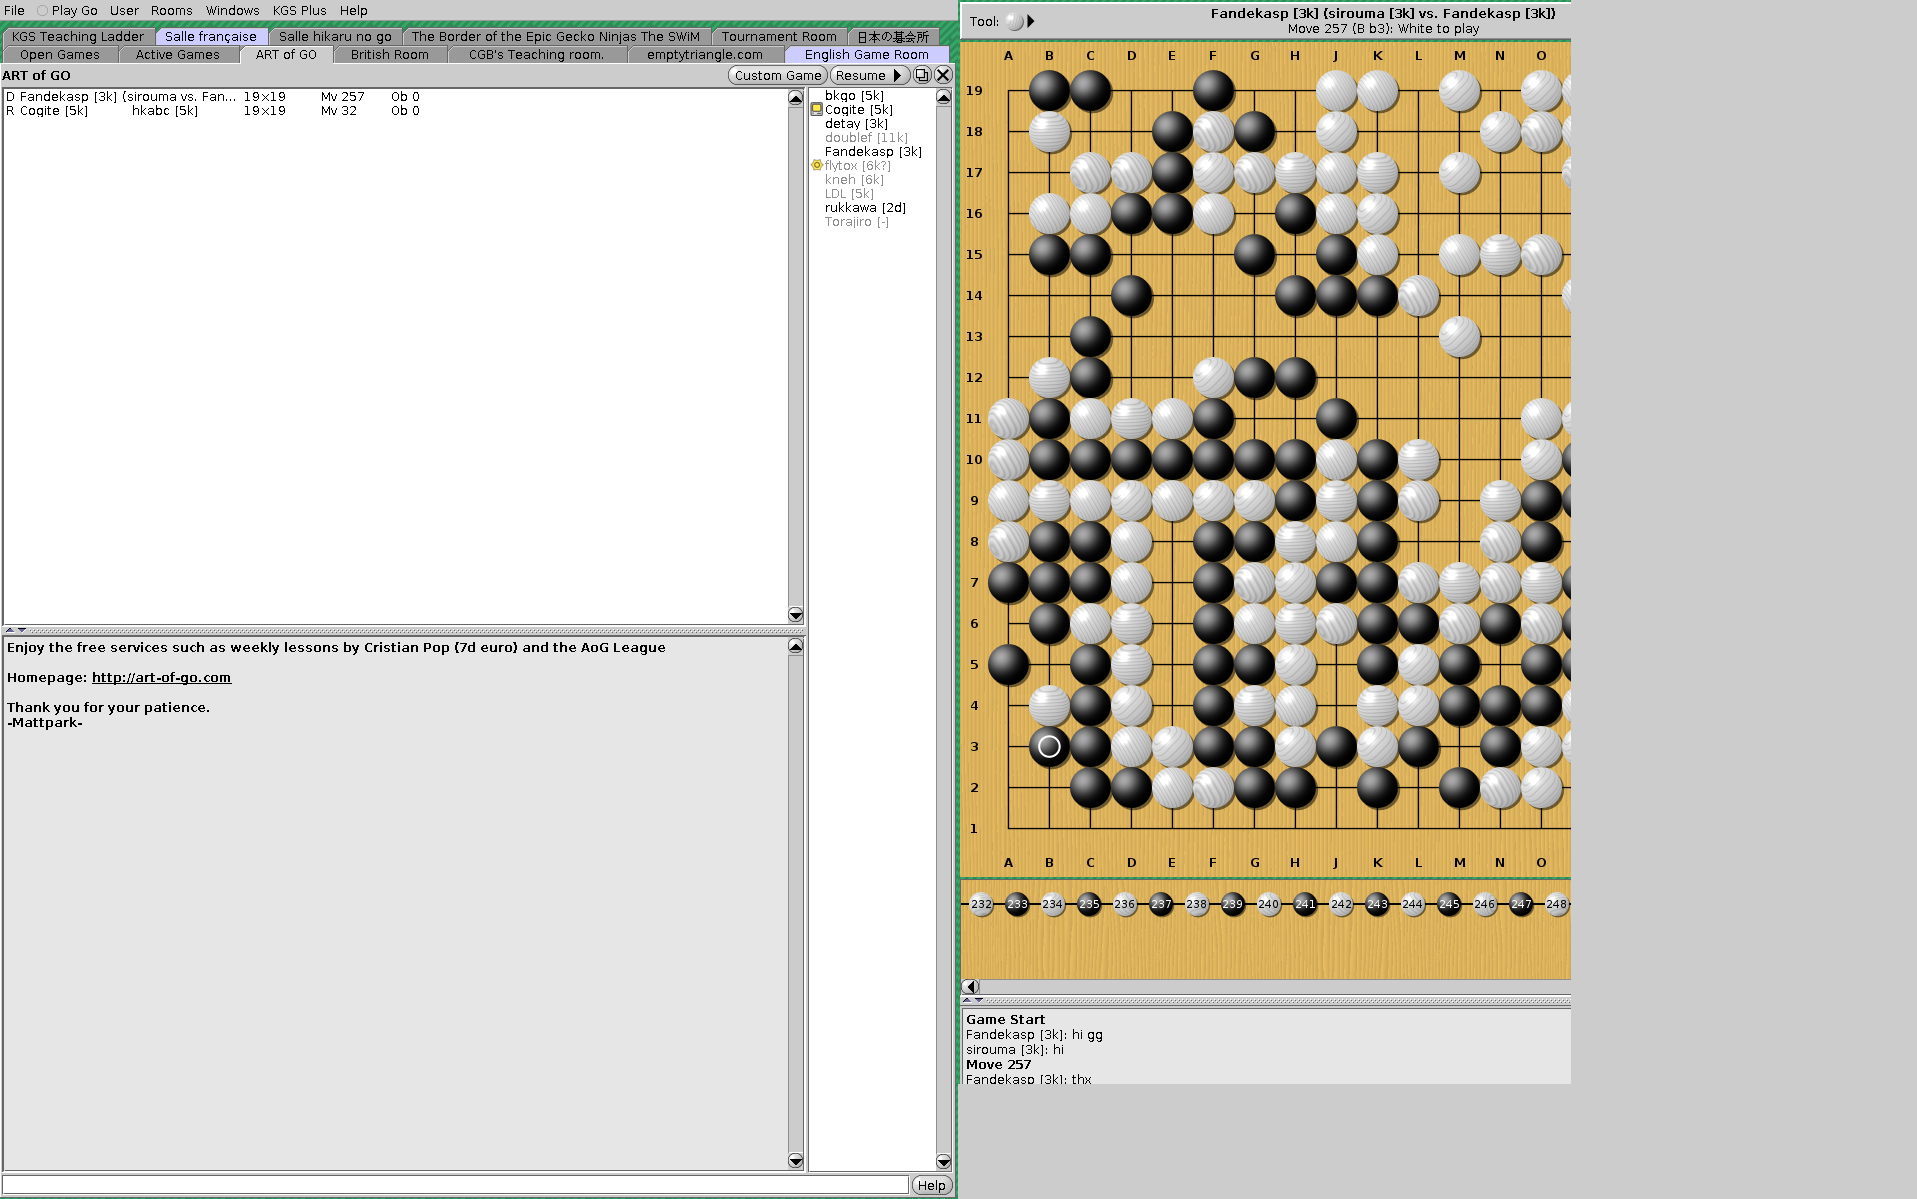 File Play Go User Rooms Windows KGS Plus Help
KGS Teaching Ladder Salle française Salle hikaru no go The Border of the Epic Gecko Ninjas The SWiM Tournament Room 日本の碁会所
Open Games Active Games ART of GO British Room CGB's Teaching room. emptytriangle.com English Game Room
ART of GO Custom Game Resume
D Fandekasp [3k] (sirouma vs. Fan... 19×19 Mv 257 Ob 0
R Cogite [5k] hkabc [5k] 19×19 Mv 32 Ob 0
bkgo [5k]
Cogite [5k]
detay [3k]
doublef [11k]
Fandekasp [3k]
flytox [6k?]
kneh [6k]
LDL [5k]
rukkawa [2d]
Torajiro [-]
Enjoy the free services such as weekly lessons by Cristian Pop (7d euro) and the AoG League
Homepage: http://art-of-go.com
Thank you for your patience.
-Mattpark-
Help
Tool:
Fandekasp [3k] (sirouma [3k] vs. Fandekasp [3k])
Move 257 (B b3): White to play
A B C D E F G H J K L M N O
19
18
17
16
15
14
13
12
11
10
9
8
7
6
5
4
3
2
1
A B C D E F G H J K L M N O
232 233 234 235 236 237 238 239 240 241 242 243 244 245 246 247 248
Game Start
Fandekasp [3k]: hi gg
sirouma [3k]: hi
Move 257
Fandekasp [3k]: thx